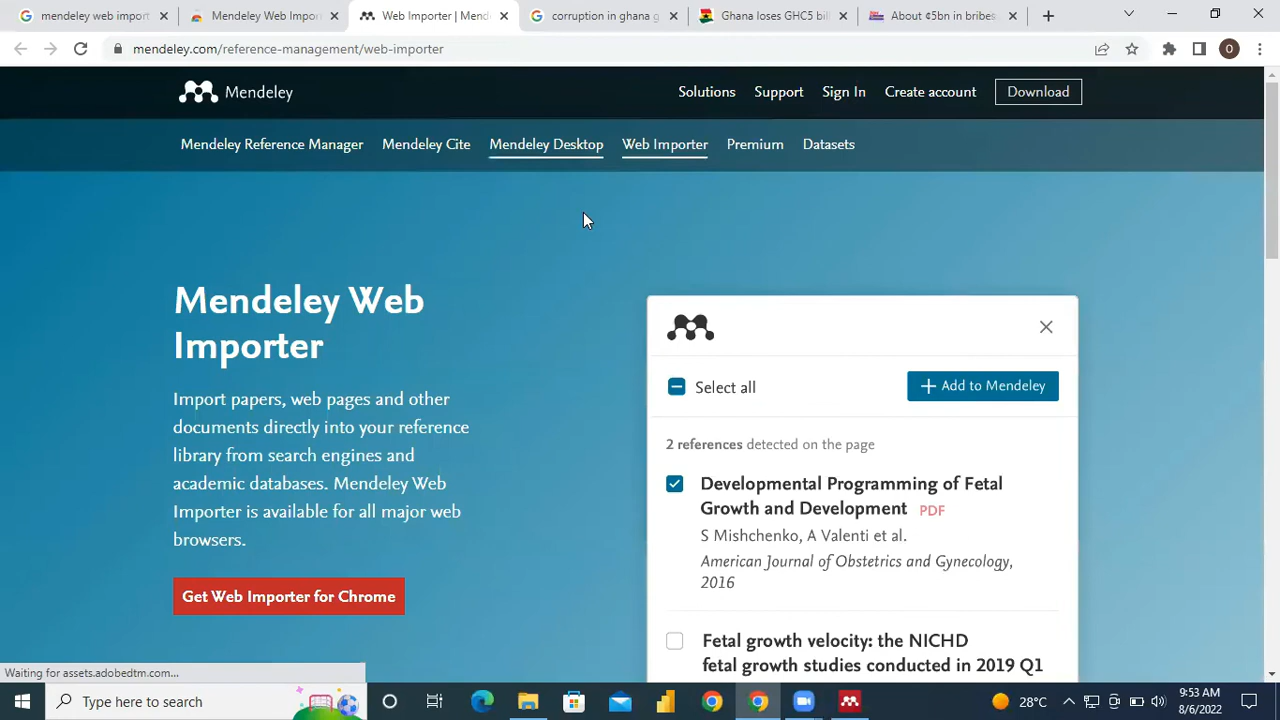 mendeley web import
Mendeley Web Impor
Web Importer | Mend
corruption in ghana g
Ghana loses GHC5 bil
About ¢5bn in bribes
mendeley.com/reference-management/web-importer
O
Mendeley
Solutions
Support
Sign In
Create account
Download
Mendeley Reference Manager
Mendeley Cite
Mendeley Desktop
Web Importer
Premium
Datasets
Mendeley Web
Importer
Import papers, web pages and other
documents directly into your reference
library from search engines and
academic databases. Mendeley Web
Importer is available for all major web
browsers.
Get Web Importer for Chrome
Select all
Add to Mendeley
2 references detected on the page
Developmental Programming of Fetal
Growth and Development PDF
S Mishchenko, A Valenti et al.
American Journal of Obstetrics and Gynecology,
2016
Fetal growth velocity: the NICHD
fetal growth studies conducted in 2019 Q1
Waiting for assets.adobedtm.com...
Type here to search
28°C
9:53 AM
8/6/2022